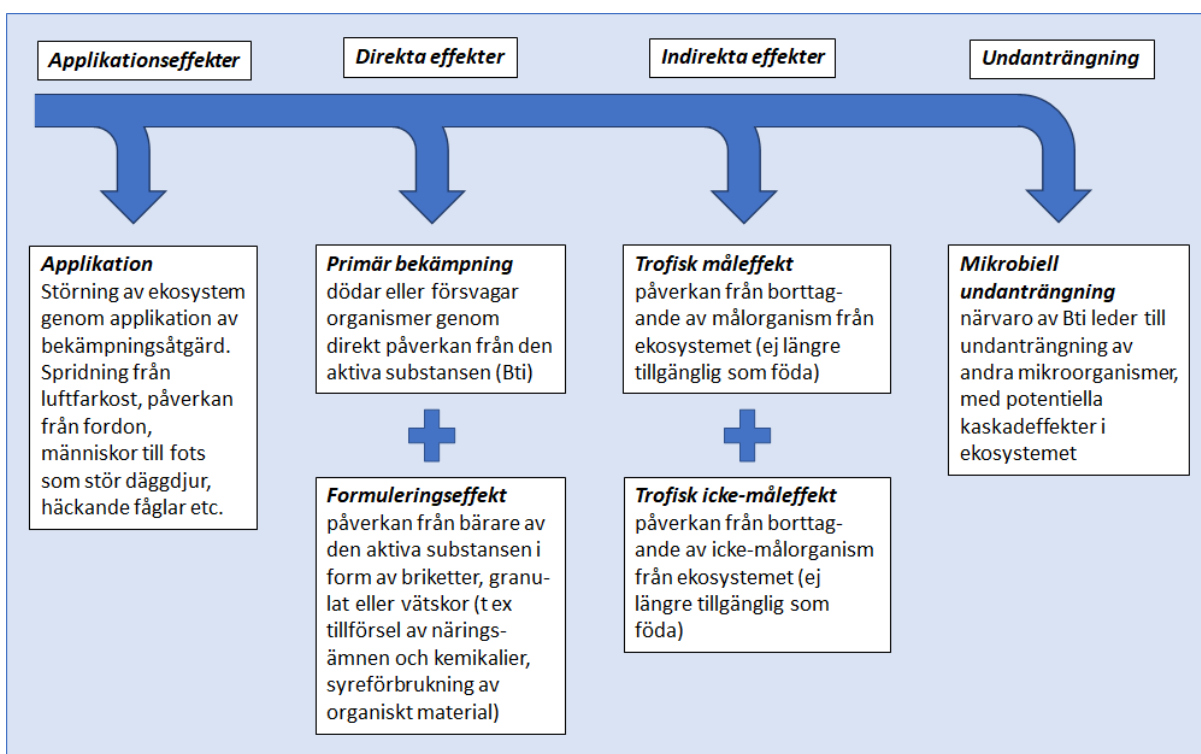 Applikationseffekter
Direkta effekter
Indirekta effekter
Undanträngning
Applikation
Störning av ekosystem
genom applikation av
bekämpningsåtgärd.
Spridning från
luftfarkost, påverkan
från fordon,
människor till fots
som stör däggdjur,
häckande fåglar etc.
Primär bekämpning
dödar eller försvagar
organismer genom
direkt påverkan från den
aktiva substansen (Bti)
Formuleringseffekt
påverkan från bärare av
den aktiva substansen i
form av briketter, granu-
lat eller vätskor (t ex
tillförsel av närings-
ämnen och kemikalier,
syreförbrukning av
organiskt material)
Trofisk måleffekt
påverkan från borttag-
ande av målorganism från
ekosystemet (ej längre
tillgänglig som föda)
Trofisk icke-måleffekt
påverkan från borttag-
ande av icke-målorganism
från ekosystemet (ej
längre tillgänglig som
föda)
Mikrobiell
undanträngning
närvaro av Bti leder till
undanträngning av
andra mikroorganismer,
med potentiella
kaskadeffekter i
ekosystemet